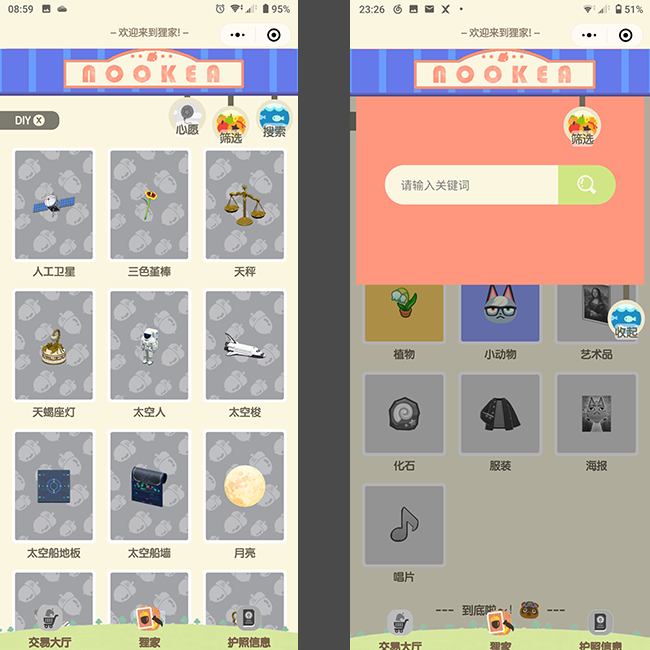 08:59
95%
– 欢迎来到狸家! –
NOOKEA
DIY X
心愿
筛选
搜索
人工卫星
三色堇棒
天秤
天蝎座灯
太空人
太空梭
太空船地板
太空船墙
月亮
交易大厅
狸家
护照信息
23:26
51%
– 欢迎来到狸家! –
NOOKEA
筛选
请输入关键词
收起
植物
小动物
艺术品
化石
服装
海报
唱片
--- 到底啦~! ---
交易大厅
狸家
护照信息